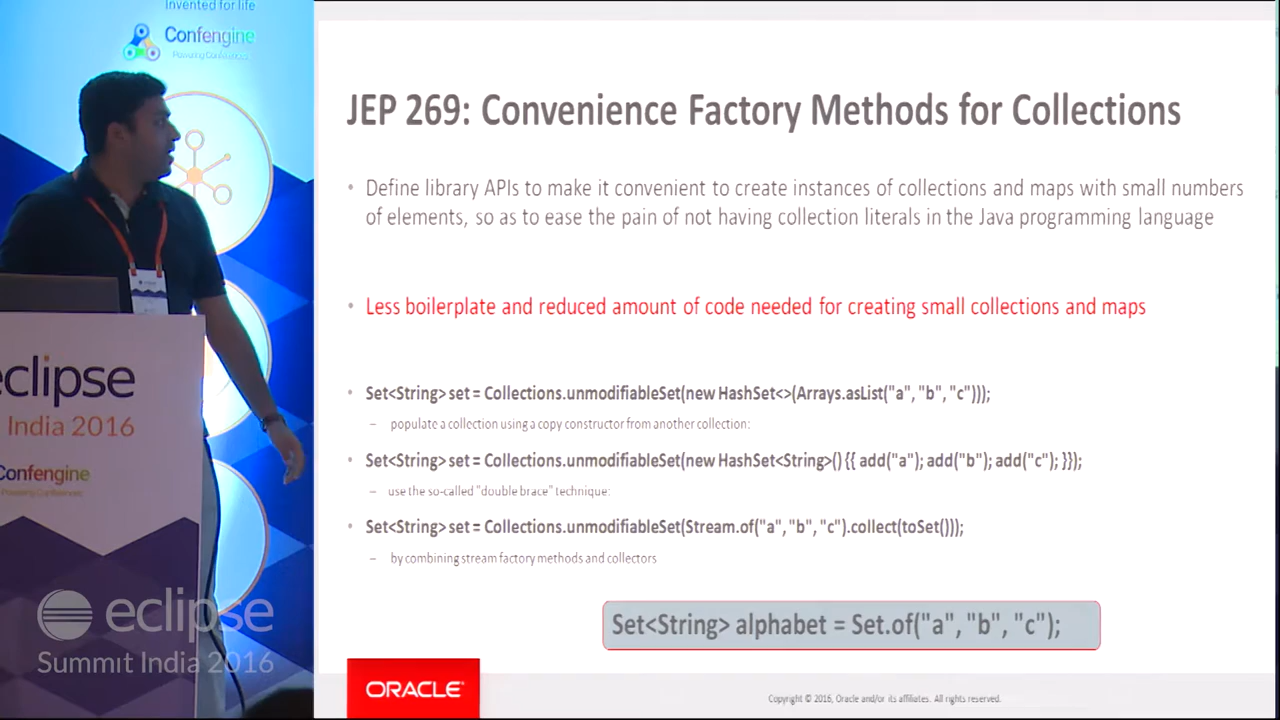 Invented for life
Confengine
Powering Conferences
JEP 269: Convenience Factory Methods for Collections
• Define library APIs to make it convenient to create instances of collections and maps with small numbers
of elements, so as to ease the pain of not having collection literals in the Java programming language
• Less boilerplate and reduced amount of code needed for creating small collections and maps
• Set<String> set = Collections.unmodifiableSet(new HashSet<>(Arrays.asList("a", "b", "c")));
– populate a collection using a copy constructor from another collection:
• Set<String> set = Collections.unmodifiableSet(new HashSet<String>() {{ add("a"); add("b"); add("c"); }});
– use the so-called "double brace" technique:
• Set<String> set = Collections.unmodifiableSet(Stream.of("a", "b", "c").collect(toSet()));
– by combining stream factory methods and collectors
Set<String> alphabet = Set.of("a", "b", "c");
ORACLE
Copyright © 2016, Oracle and/or its affiliates. All rights reserved.
eclipse
India 2016
Confengine
Powering Conferences
eclipse
Summit India 2016